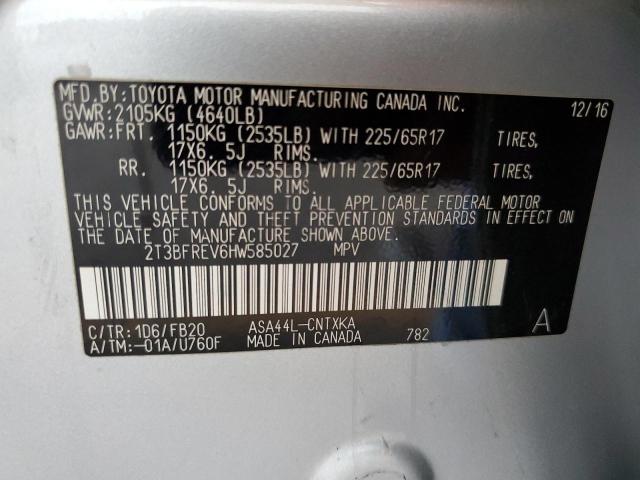 MFD. BY: TOYOTA MOTOR MANUFACTURING CANADA INC. 12/16
GVWR: 2105KG (4640LB)
GAWR: FRT. 1150KG (2535LB) WITH 225/65R17 TIRES,
17X6. 5J RIMS.
RR. 1150KG (2535LB) WITH 225/65R17 TIRES,
17X6. 5J RIMS.
THIS VEHICLE CONFORMS TO ALL APPLICABLE FEDERAL MOTOR
VEHICLE SAFETY AND THEFT PREVENTION STANDARDS IN EFFECT ON
THE DATE OF MANUFACTURE SHOWN ABOVE.
2T3BFREV6HW585027 MPV
C/TR: 1D6/FB20 ASA44L-CNTXKA A
A/TM: -01A/U760F MADE IN CANADA 782